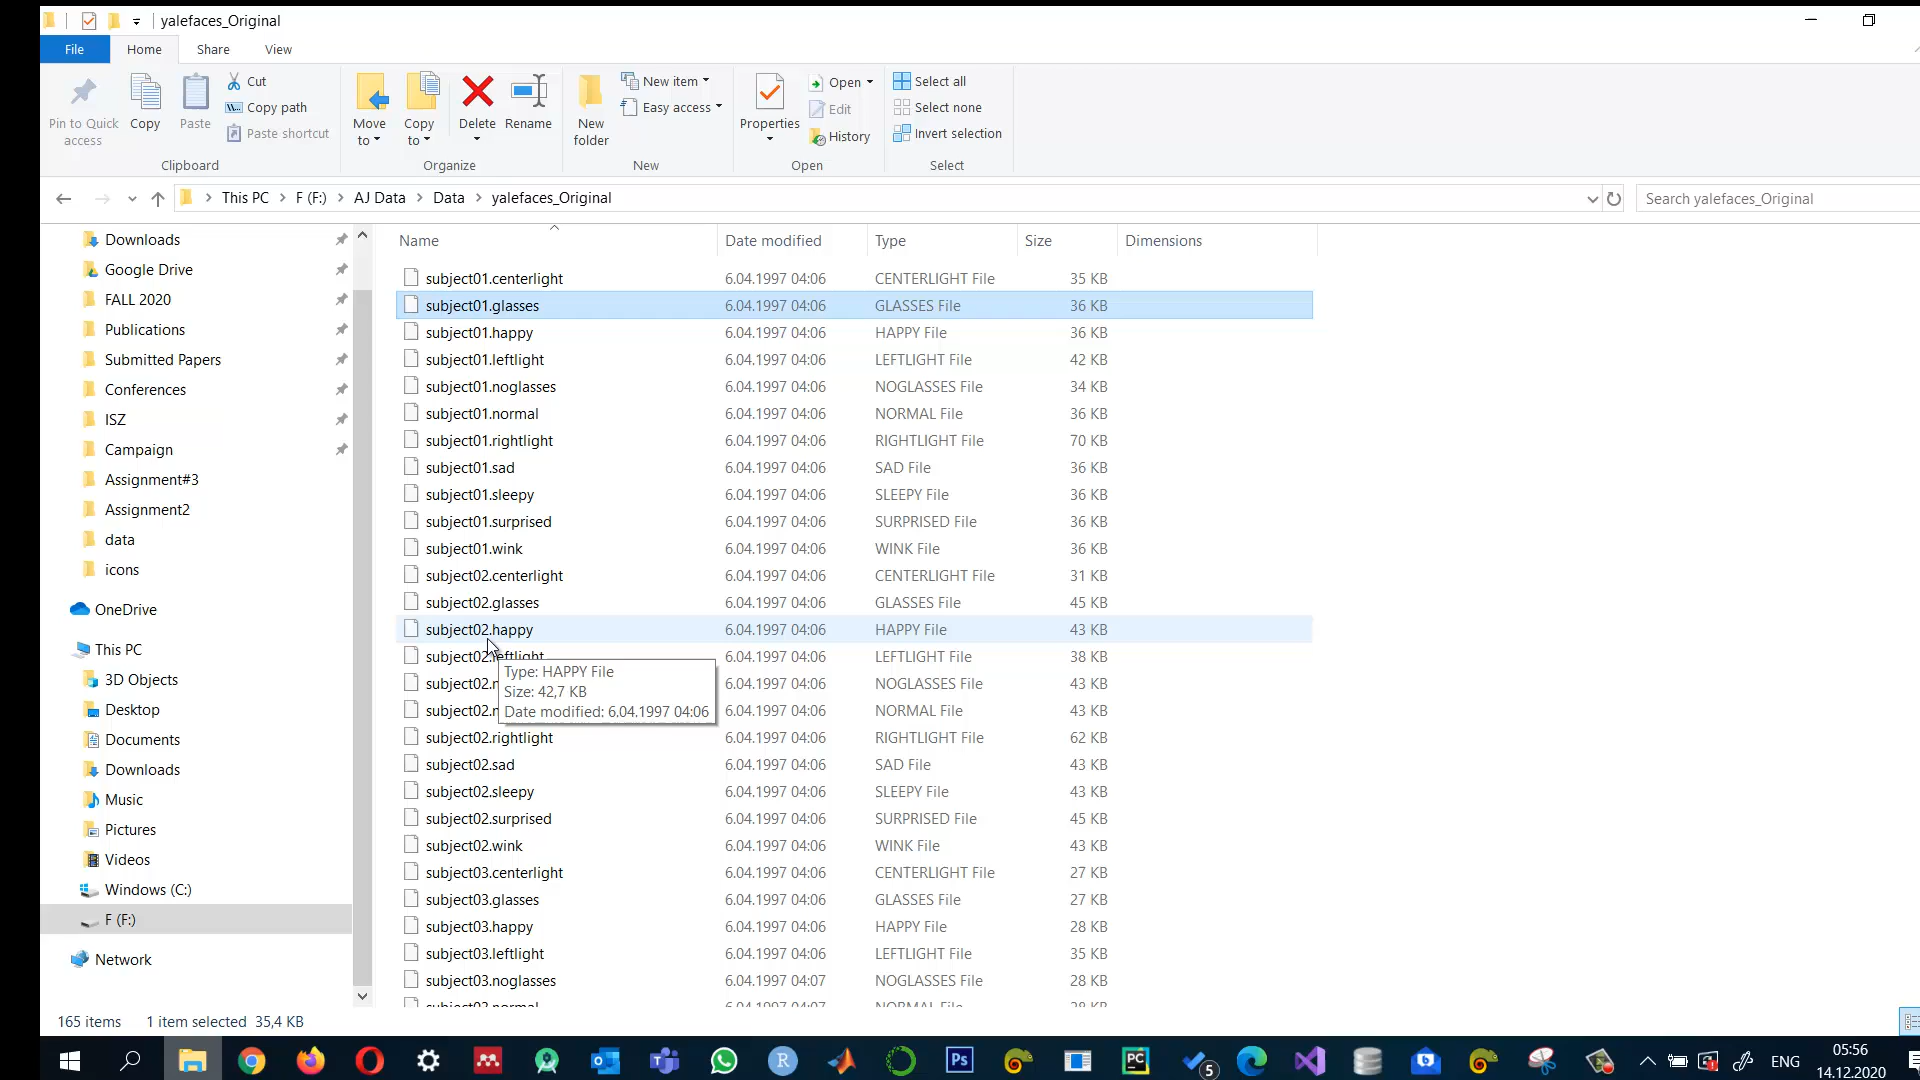 yalefaces_Original
File Home Share View
Pin to Quick access
Copy
Paste
Cut
Copy path
Paste shortcut
Clipboard
Move to
Copy to
Delete
Rename
Organize
New folder
New item
Easy access
New
Properties
Open
Edit
History
Open
Select all
Select none
Invert selection
Select
This PC > F (F:) > AJ Data > Data > yalefaces_Original
Search yalefaces_Original
Downloads
Google Drive
FALL 2020
Publications
Submitted Papers
Conferences
ISZ
Campaign
Assignment#3
Assignment2
data
icons
OneDrive
This PC
3D Objects
Desktop
Documents
Downloads
Music
Pictures
Videos
Windows (C:)
F (F:)
Network
Name Date modified Type Size Dimensions
subject01.centerlight 6.04.1997 04:06 CENTERLIGHT File 35 KB
subject01.glasses 6.04.1997 04:06 GLASSES File 36 KB
subject01.happy 6.04.1997 04:06 HAPPY File 36 KB
subject01.leftlight 6.04.1997 04:06 LEFTLIGHT File 42 KB
subject01.noglasses 6.04.1997 04:06 NOGLASSES File 34 KB
subject01.normal 6.04.1997 04:06 NORMAL File 36 KB
subject01.rightlight 6.04.1997 04:06 RIGHTLIGHT File 70 KB
subject01.sad 6.04.1997 04:06 SAD File 36 KB
subject01.sleepy 6.04.1997 04:06 SLEEPY File 36 KB
subject01.surprised 6.04.1997 04:06 SURPRISED File 36 KB
subject01.wink 6.04.1997 04:06 WINK File 36 KB
subject02.centerlight 6.04.1997 04:06 CENTERLIGHT File 31 KB
subject02.glasses 6.04.1997 04:06 GLASSES File 45 KB
subject02.happy 6.04.1997 04:06 HAPPY File 43 KB
subject02.leftlight 6.04.1997 04:06 LEFTLIGHT File 38 KB
Type: HAPPY File
Size: 42,7 KB
Date modified: 6.04.1997 04:06
subject02.n 6.04.1997 04:06 NOGLASSES File 43 KB
subject02.n 6.04.1997 04:06 NORMAL File 43 KB
subject02.rightlight 6.04.1997 04:06 RIGHTLIGHT File 62 KB
subject02.sad 6.04.1997 04:06 SAD File 43 KB
subject02.sleepy 6.04.1997 04:06 SLEEPY File 43 KB
subject02.surprised 6.04.1997 04:06 SURPRISED File 45 KB
subject02.wink 6.04.1997 04:06 WINK File 43 KB
subject03.centerlight 6.04.1997 04:06 CENTERLIGHT File 27 KB
subject03.glasses 6.04.1997 04:06 GLASSES File 27 KB
subject03.happy 6.04.1997 04:06 HAPPY File 28 KB
subject03.leftlight 6.04.1997 04:06 LEFTLIGHT File 35 KB
subject03.noglasses 6.04.1997 04:07 NOGLASSES File 28 KB
subject03.normal 6.04.1997 04:07 NORMAL File 28 KB
165 items 1 item selected 35,4 KB
R
Ps
PC
5
ENG
05:56
14.12.2020